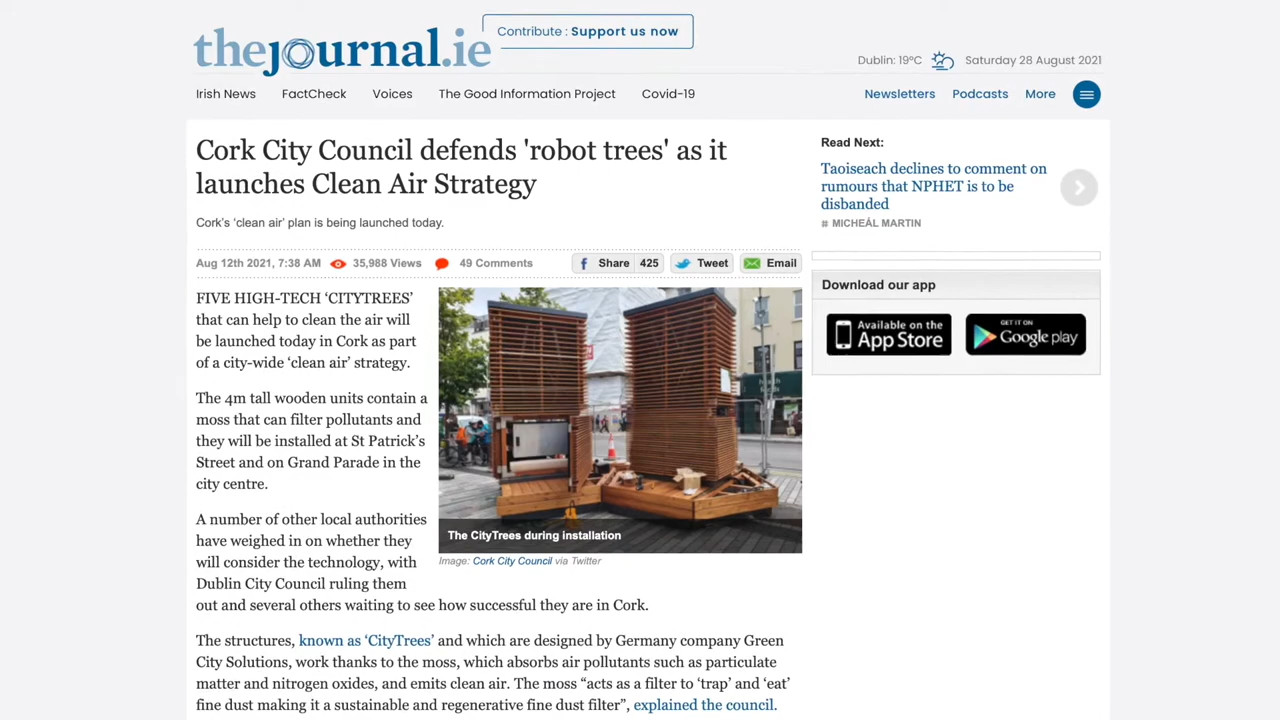 thejournal.ie
Contribute : Support us now
Dublin: 19°C
Saturday 28 August 2021
Irish News
FactCheck
Voices
The Good Information Project
Covid-19
Newsletters
Podcasts
More
Cork City Council defends 'robot trees' as it
launches Clean Air Strategy
Cork's ‘clean air’ plan is being launched today.
Aug 12th 2021, 7:38 AM
35,988 Views
49 Comments
Share 425
Tweet
Email
FIVE HIGH-TECH ‘CITYTREES’
that can help to clean the air will
be launched today in Cork as part
of a city-wide ‘clean air’ strategy.
The 4m tall wooden units contain a
moss that can filter pollutants and
they will be installed at St Patrick’s
Street and on Grand Parade in the
city centre.
A number of other local authorities
have weighed in on whether they
will consider the technology, with
Dublin City Council ruling them
out and several others waiting to see how successful they are in Cork.
The structures, known as ‘CityTrees’ and which are designed by Germany company Green
City Solutions, work thanks to the moss, which absorbs air pollutants such as particulate
matter and nitrogen oxides, and emits clean air. The moss “acts as a filter to ‘trap’ and ‘eat’
fine dust making it a sustainable and regenerative fine dust filter”, explained the council.
The CityTrees during installation
Image: Cork City Council via Twitter
Read Next:
Taoiseach declines to comment on
rumours that NPHET is to be
disbanded
# MICHEÁL MARTIN
Download our app
Available on the
App Store
GET IT ON
Google play